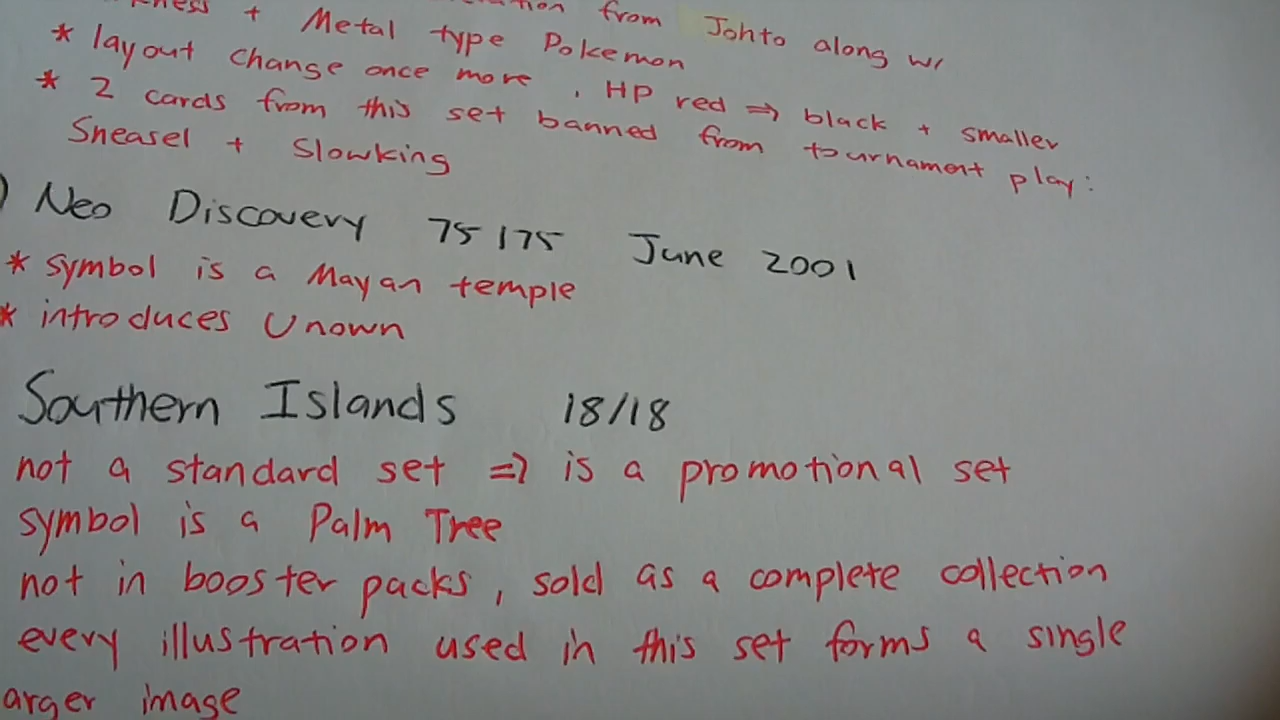 + Metal type Pokemon from Johto along w/
* layout change once more, HP red => black + smaller
* 2 cards from this set banned from tournament play:
Sneasel + Slowking
) Neo Discovery 75/75 June 2001
* symbol is a Mayan temple
* introduces Unown
Southern Islands 18/18
not a standard set => is a promotional set
symbol is a Palm Tree
not in booster packs, sold as a complete collection
every illustration used in this set forms a single
arger image